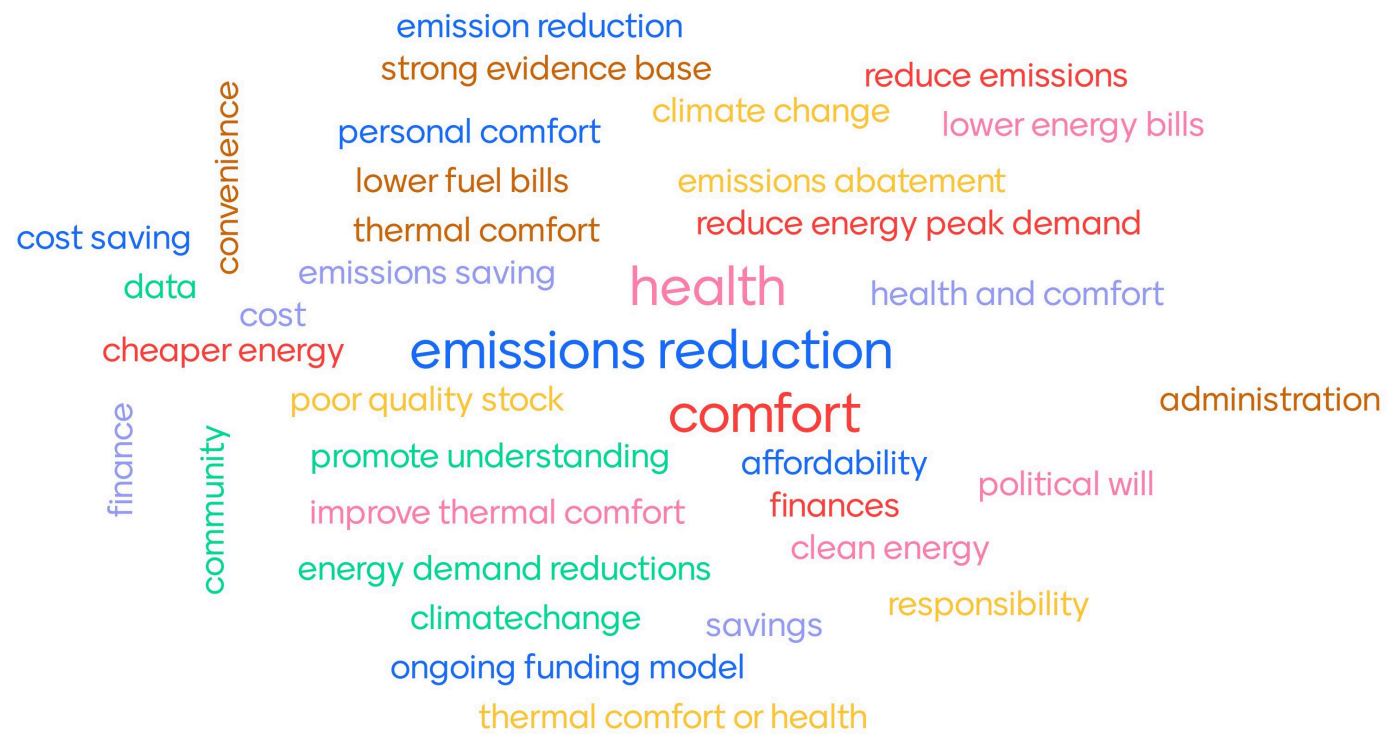 emission reduction
strong evidence base
reduce emissions
convenience
climate change
lower energy bills
personal comfort
lower fuel bills
emissions abatement
thermal comfort
reduce energy peak demand
cost saving
emissions saving
health
health and comfort
data
cost
cheaper energy
emissions reduction
poor quality stock
comfort
administration
finance
community
promote understanding
affordability
political will
improve thermal comfort
finances
clean energy
energy demand reductions
responsibility
climatechange
savings
ongoing funding model
thermal comfort or health